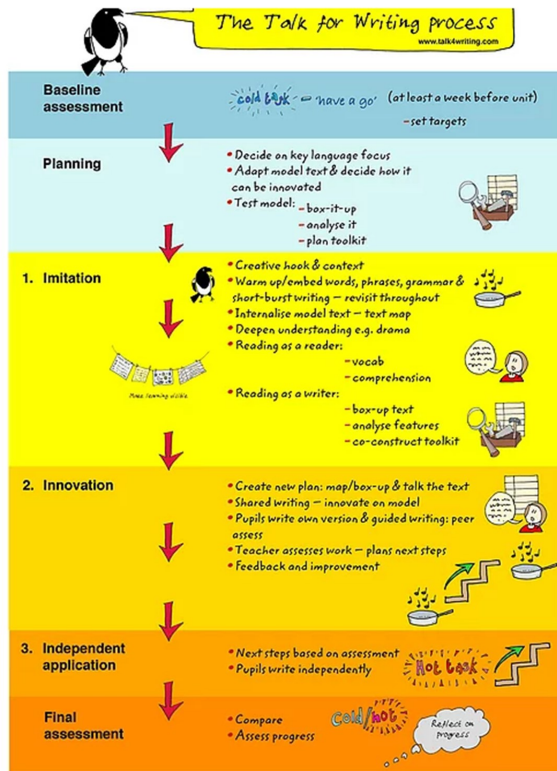 The Talk for Writing process
www.talk4writing.com
Baseline
assessment
cold task – 'have a go' (at least a week before unit)
– set targets
Planning
• Decide on key language focus
• Adapt model text & decide how it
can be innovated
• Test model: – box-it-up
– analyse it
– plan toolkit
1. Imitation
• Creative hook & context
• Warm up/embed words, phrases, grammar &
short-burst writing – revisit throughout
• Internalise model text – text map
• Deepen understanding e.g. drama
• Reading as a reader:
– vocab
– comprehension
Make learning visible
• Reading as a writer:
– box-up text
– analyse features
– co-construct toolkit
2. Innovation
• Create new plan: map/box-up & talk the text
• Shared writing – innovate on model
• Pupils write own version & guided writing: peer
assess
• Teacher assesses work – plans next steps
• Feedback and improvement
3. Independent
application
• Next steps based on assessment
• Pupils write independently
Hot task
Final
assessment
• Compare
• Assess progress
Cold/hot
Reflect on
progress